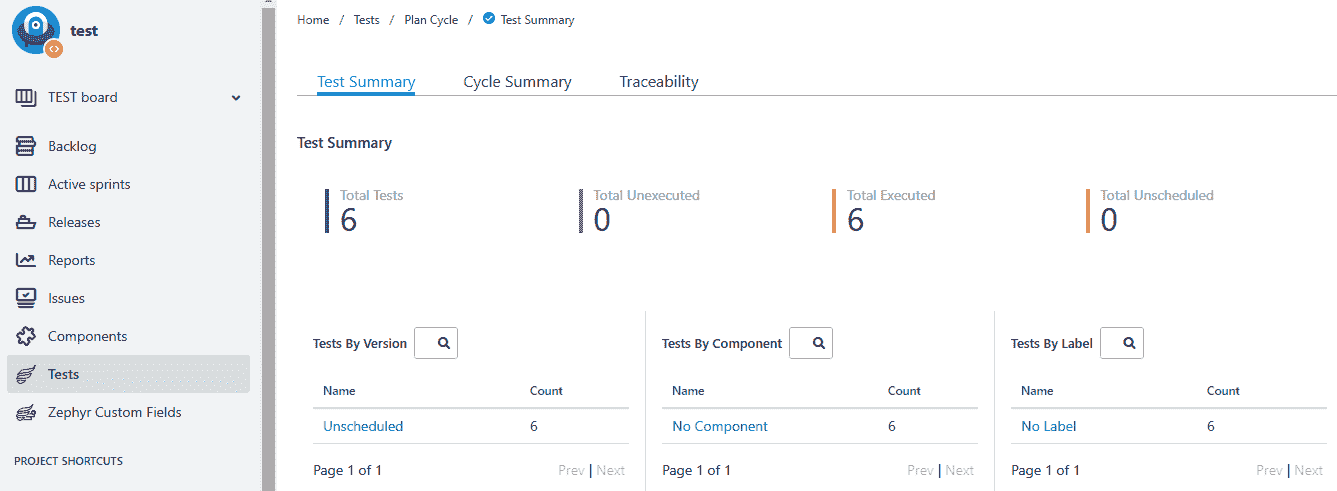 test
TEST board
Backlog
Active sprints
Releases
Reports
Issues
Components
Tests
Zephyr Custom Fields
PROJECT SHORTCUTS
Home / Tests / Plan Cycle / Test Summary
Test Summary Cycle Summary Traceability
Test Summary
Total Tests
6
Total Unexecuted
0
Total Executed
6
Total Unscheduled
0
Tests By Version
Name Count
Unscheduled 6
Page 1 of 1 Prev | Next
Tests By Component
Name Count
No Component 6
Page 1 of 1 Prev | Next
Tests By Label
Name Count
No Label 6
Page 1 of 1 Prev | Next